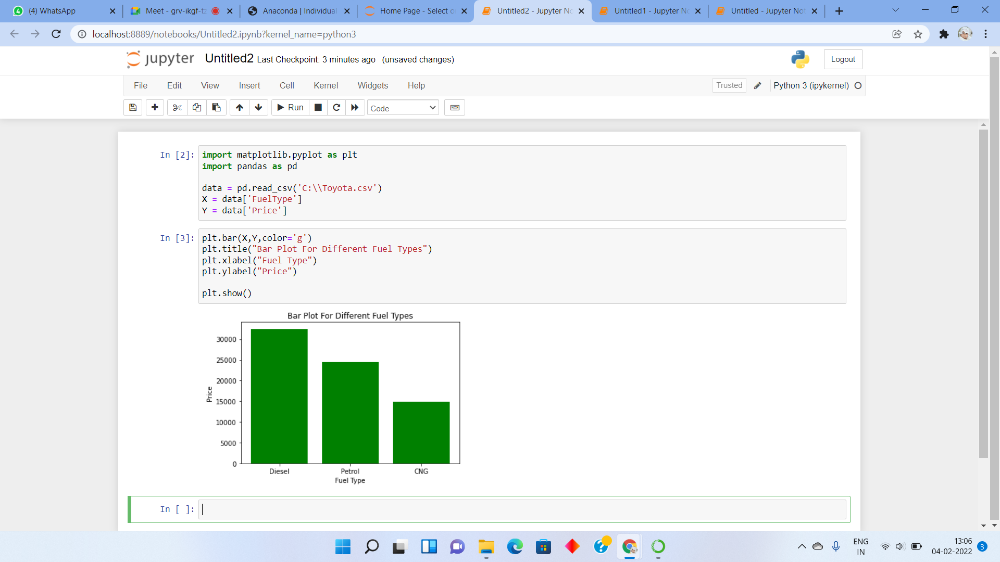 (4) WhatsApp
Meet - grv-ikgf-tz
Anaconda | Individual
Home Page - Select o
Untitled2 - Jupyter No
Untitled1 - Jupyter No
Untitled - Jupyter Not
localhost:8889/notebooks/Untitled2.ipynb?kernel_name=python3
jupyter Untitled2 Last Checkpoint: 3 minutes ago (unsaved changes)
Logout
File Edit View Insert Cell Kernel Widgets Help
Trusted Python 3 (ipykernel)
Run Code
In [2]: import matplotlib.pyplot as plt
import pandas as pd
data = pd.read_csv('C:\\Toyota.csv')
X = data['FuelType']
Y = data['Price']
In [3]: plt.bar(X,Y,color='g')
plt.title("Bar Plot For Different Fuel Types")
plt.xlabel("Fuel Type")
plt.ylabel("Price")
plt.show()
Bar Plot For Different Fuel Types
30000
25000
20000
15000
10000
5000
0
Price
Diesel Petrol CNG
Fuel Type
In [ ]:
ENG
IN
13:06
04-02-2022
3